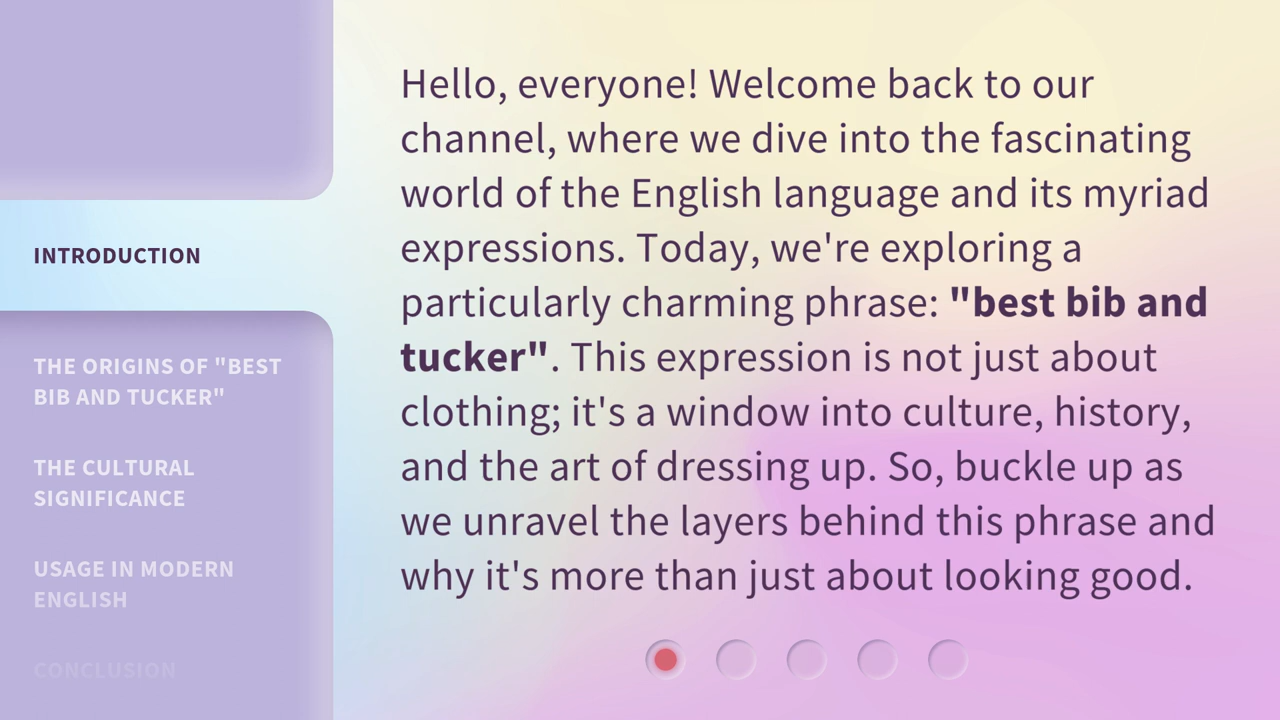 INTRODUCTION
THE ORIGINS OF "BEST
BIB AND TUCKER"
THE CULTURAL
SIGNIFICANCE
USAGE IN MODERN
ENGLISH
CONCLUSION
Hello, everyone! Welcome back to our
channel, where we dive into the fascinating
world of the English language and its myriad
expressions. Today, we're exploring a
particularly charming phrase: "best bib and
tucker". This expression is not just about
clothing; it's a window into culture, history,
and the art of dressing up. So, buckle up as
we unravel the layers behind this phrase and
why it's more than just about looking good.